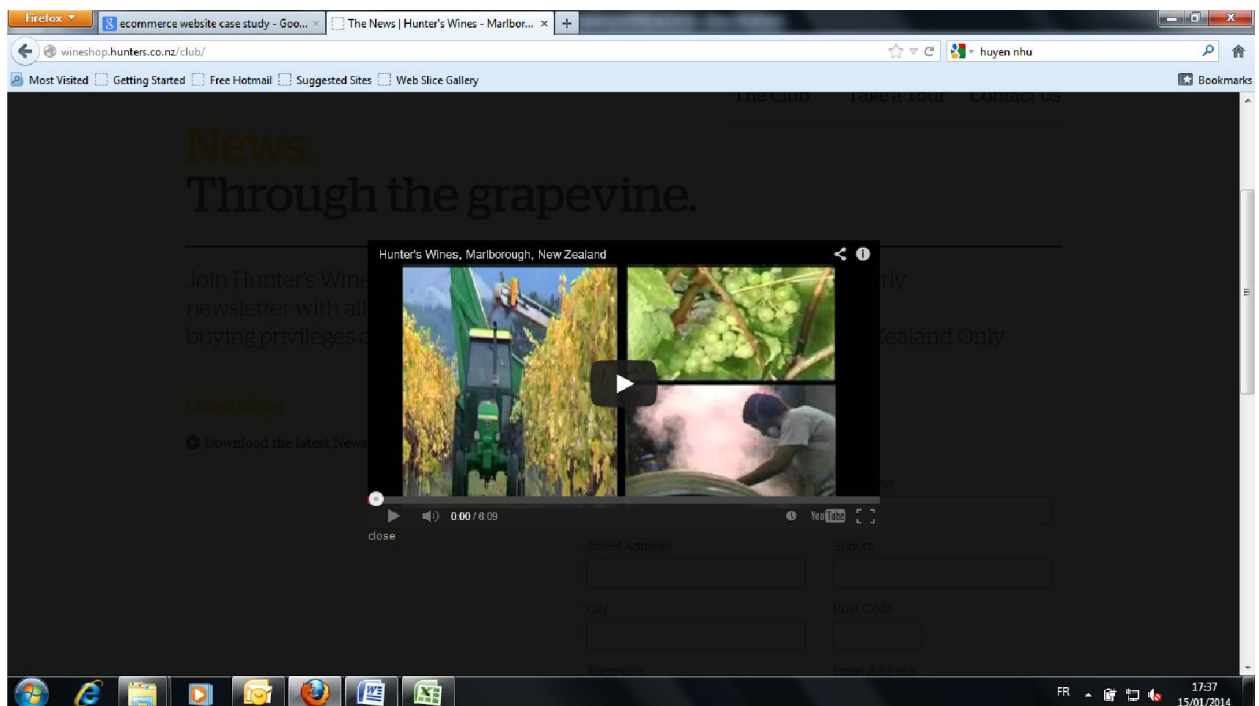 Firefox
ecommerce website case study - Goo...
The News | Hunter's Wines - Marlbor...
wineshop.hunters.co.nz/club/
huyen nhu
Most Visited Getting Started Free Hotmail Suggested Sites Web Slice Gallery
Bookmarks
The Club Take a Tour Contact Us
News.
Through the grapevine.
Hunter's Wines, Marlborough, New Zealand
Join Hunter's Wine rly
newsletter with all
buying privileges Zealand Only
Latest News
Download the latest News
me
0:00 / 6:09
YouTube
close
Street Address Suburb
City Post Code
Telephone Email Address
FR
17:37
15/01/2014